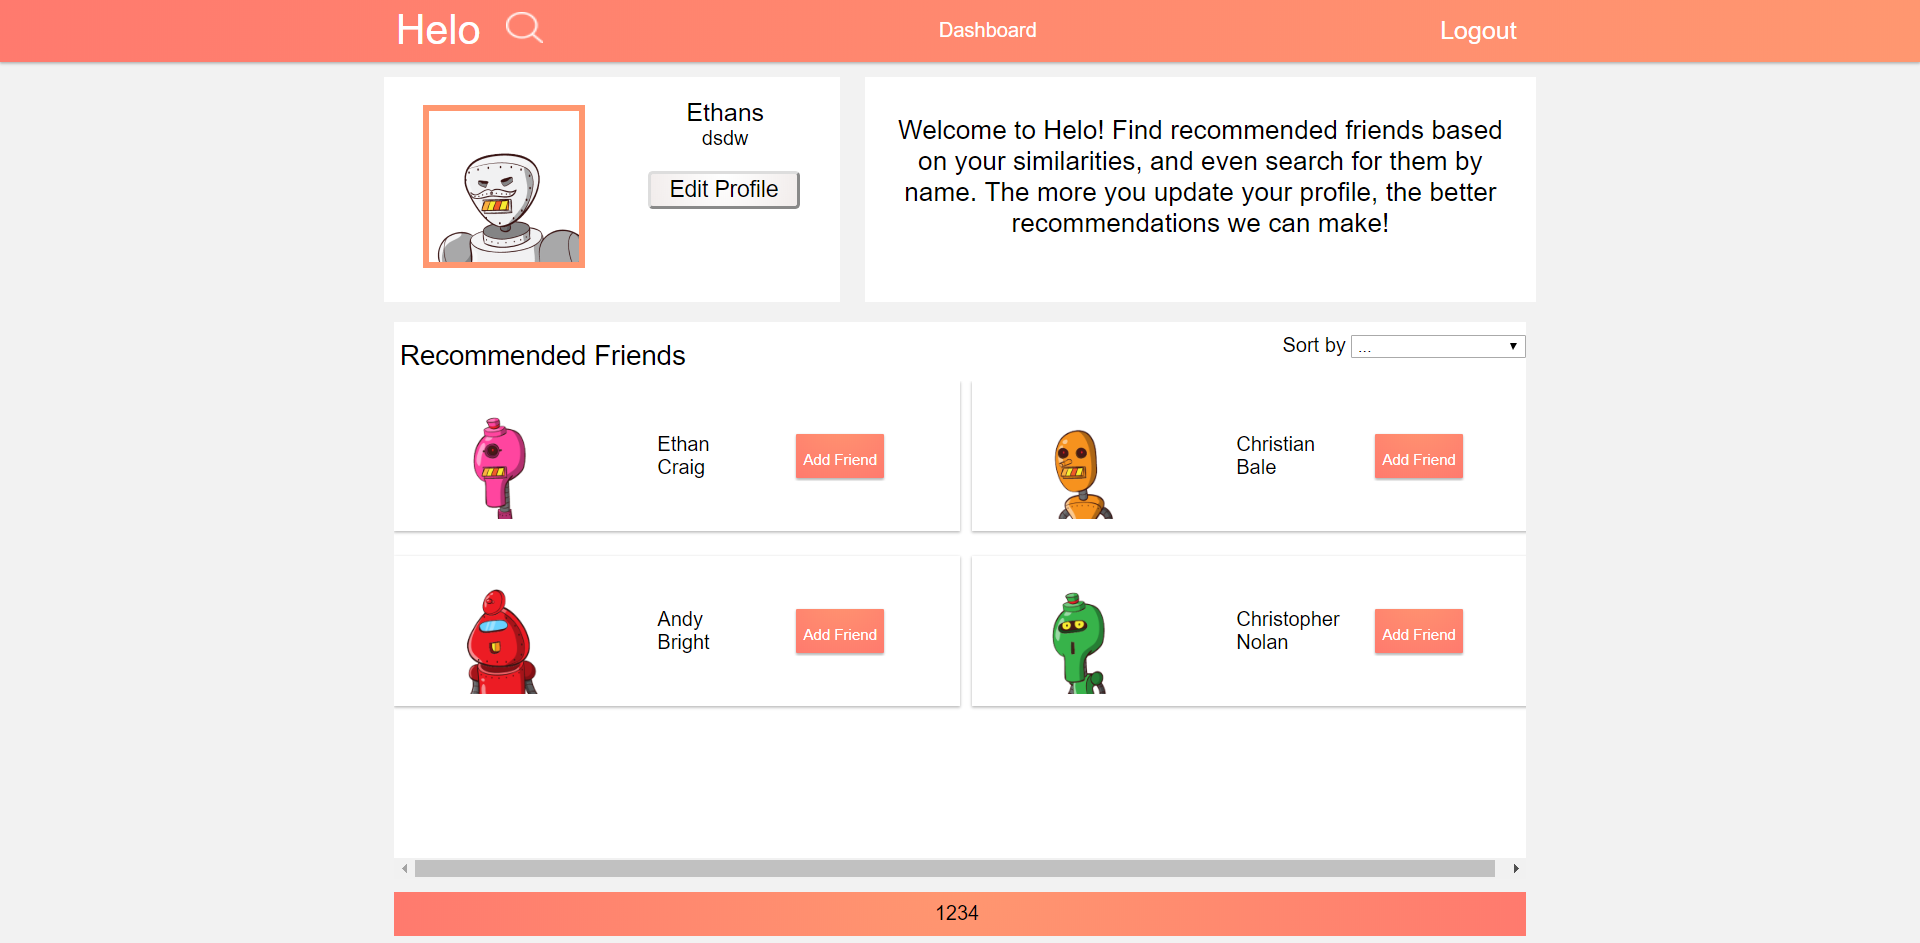 Helo
Dashboard
Logout
Ethans
dsdw
Edit Profile
Welcome to Helo! Find recommended friends based
on your similarities, and even search for them by
name. The more you update your profile, the better
recommendations we can make!
Recommended Friends
Sort by ...
Ethan
Craig
Add Friend
Christian
Bale
Add Friend
Andy
Bright
Add Friend
Christopher
Nolan
Add Friend
1234